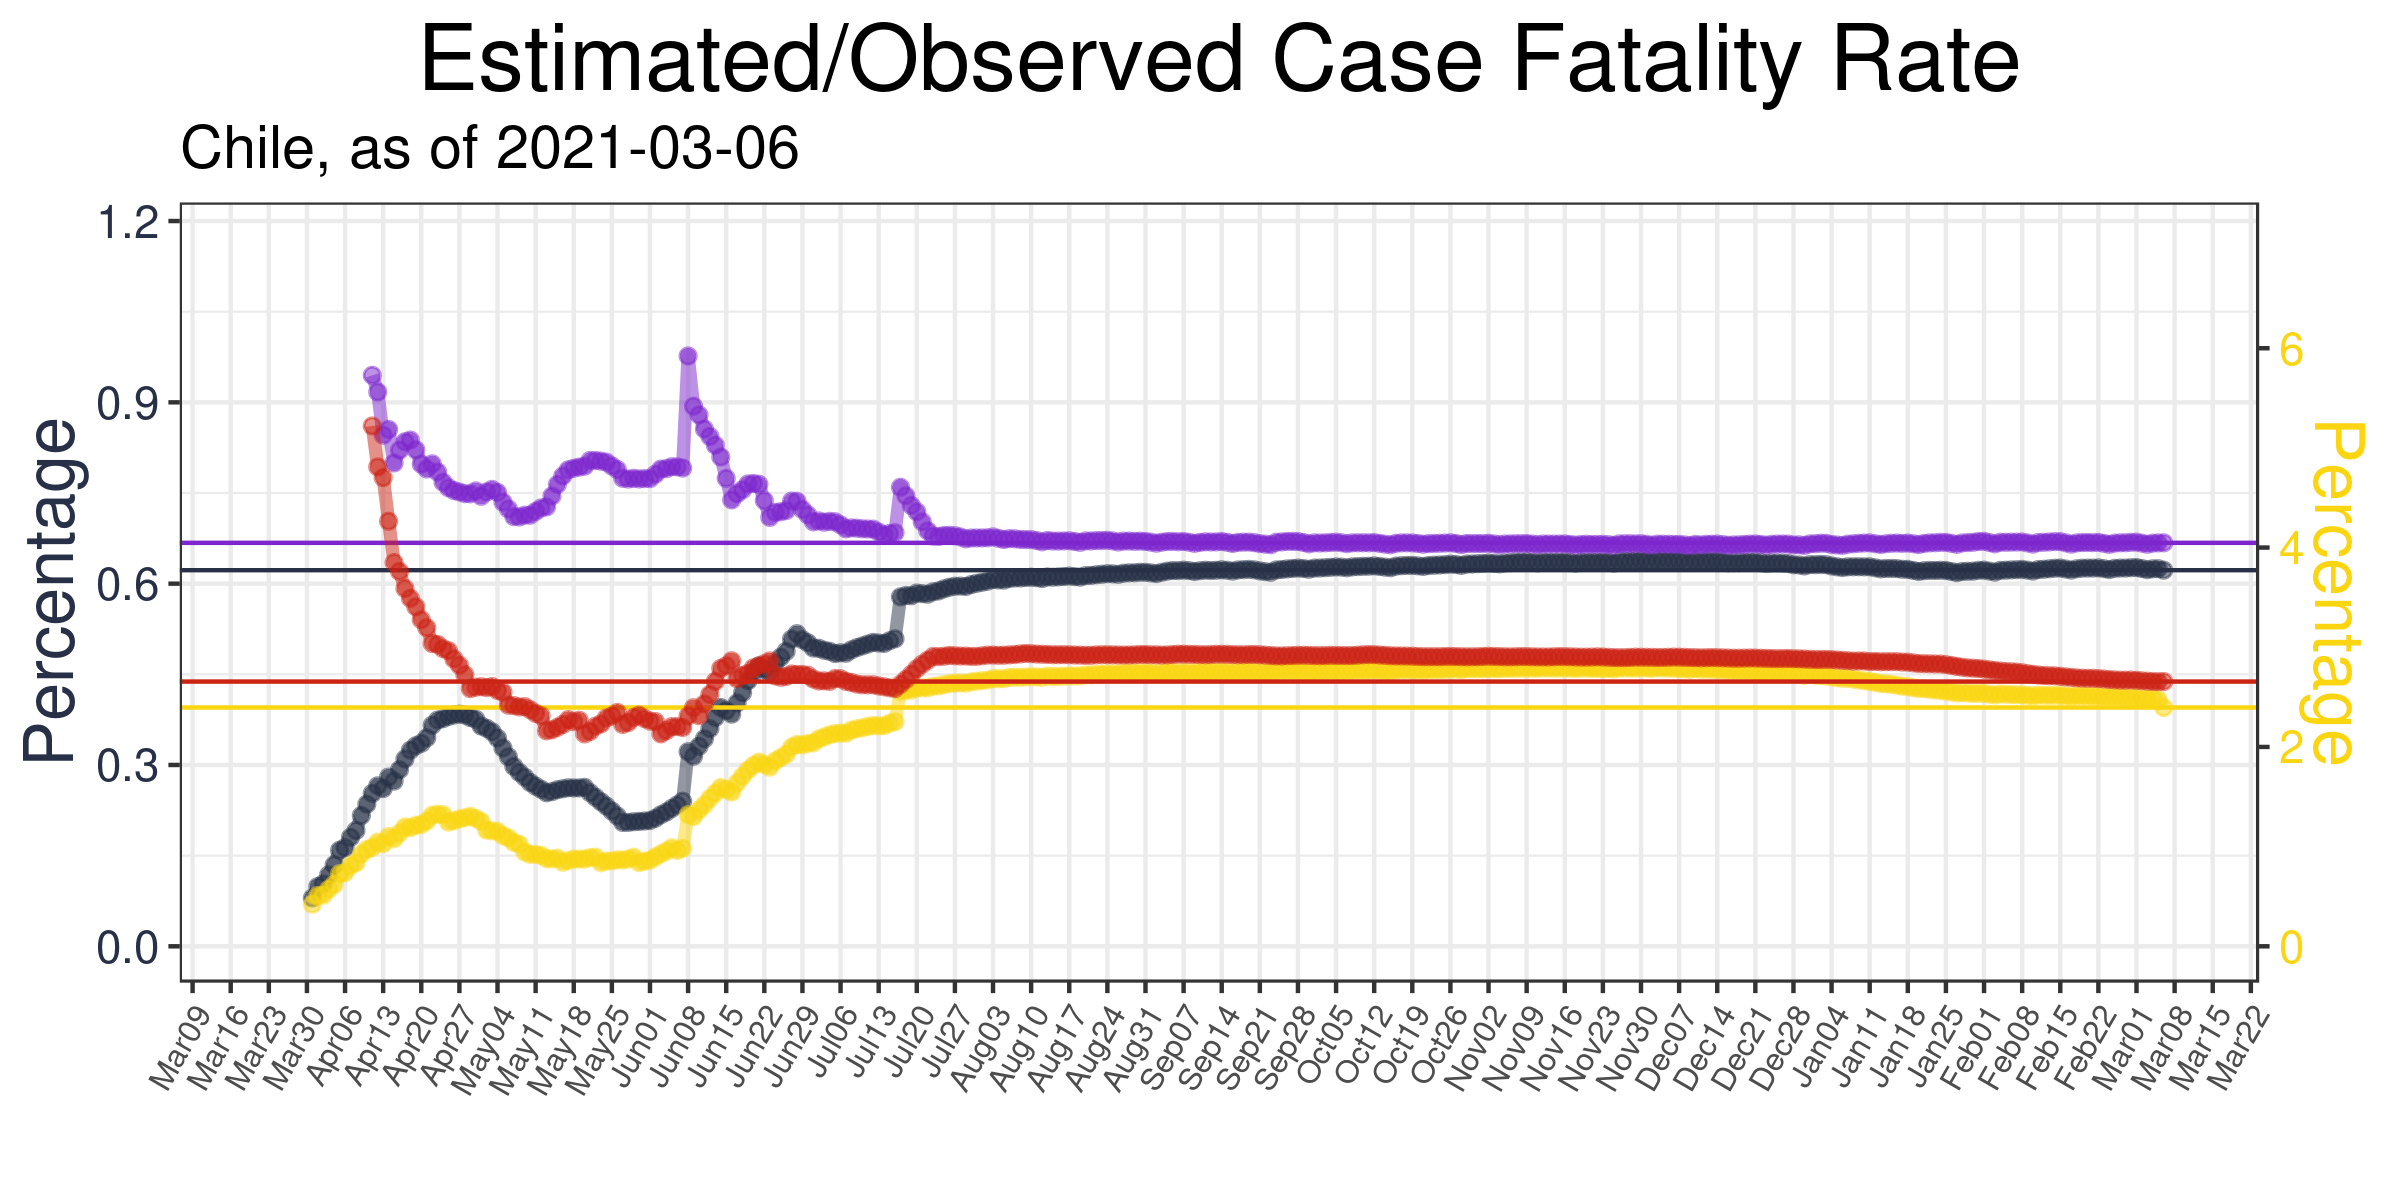 Estimated/Observed Case Fatality Rate
Chile, as of 2021-03-06
Percentage
1.2
0.9
0.6
0.3
0.0
6
4
2
0
Percentage
Mar09
Mar16
Mar23
Mar30
Apr06
Apr13
Apr20
Apr27
May04
May11
May18
May25
Jun01
Jun08
Jun15
Jun22
Jun29
Jul06
Jul13
Jul20
Jul27
Aug03
Aug10
Aug17
Aug24
Aug31
Sep07
Sep14
Sep21
Sep28
Oct05
Oct12
Oct19
Oct26
Nov02
Nov09
Nov16
Nov23
Nov30
Dec07
Dec14
Dec21
Dec28
Dec04
Jan11
Jan18
Jan25
Jan01
Feb08
Feb15
Feb22
Mar01
Mar08
Mar15
Mar22